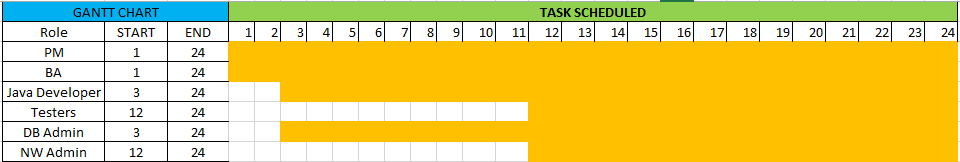 GANTT CHART TASK SCHEDULED
Role START END 1 2 3 4 5 6 7 8 9 10 11 12 13 14 15 16 17 18 19 20 21 22 23 24
PM 1 24
BA 1 24
Java Developer 3 24
Testers 12 24
DB Admin 3 24
NW Admin 12 24